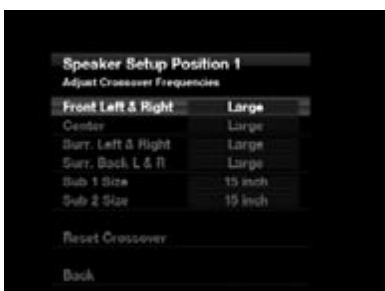 Speaker Setup Position 1
Adjust Crossover Frequencies
Front Left & Right Large
Center Large
Surr. Left & Right Large
Surr. Back L & R Large
Sub 1 Size 15 inch
Sub 2 Size 15 inch
Reset Crossover
Back